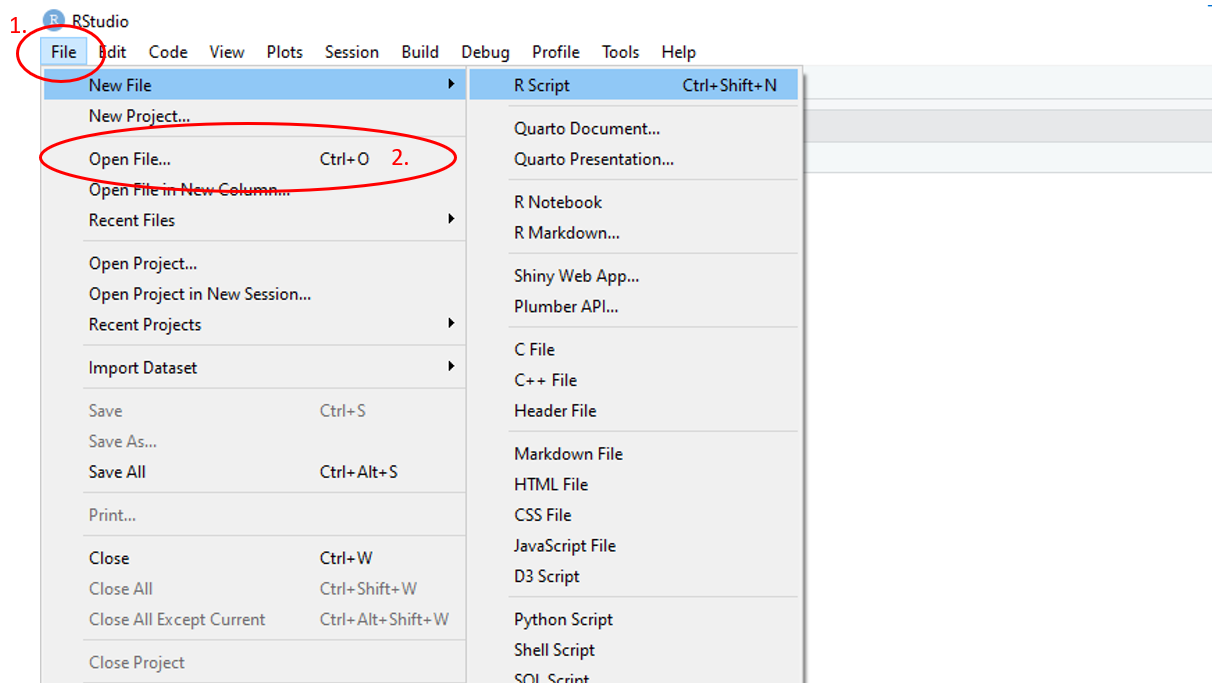 1.
R RStudio
File Edit Code View Plots Session Build Debug Profile Tools Help
New File
New Project...
Open File... Ctrl+O 2.
Open File in New Column...
Recent Files
Open Project...
Open Project in New Session...
Recent Projects
Import Dataset
Save Ctrl+S
Save As...
Save All Ctrl+Alt+S
Print...
Close Ctrl+W
Close All Ctrl+Shift+W
Close All Except Current Ctrl+Alt+Shift+W
Close Project
R Script Ctrl+Shift+N
Quarto Document...
Quarto Presentation...
R Notebook
R Markdown...
Shiny Web App...
Plumber API...
C File
C++ File
Header File
Markdown File
HTML File
CSS File
JavaScript File
D3 Script
Python Script
Shell Script
SQL Script